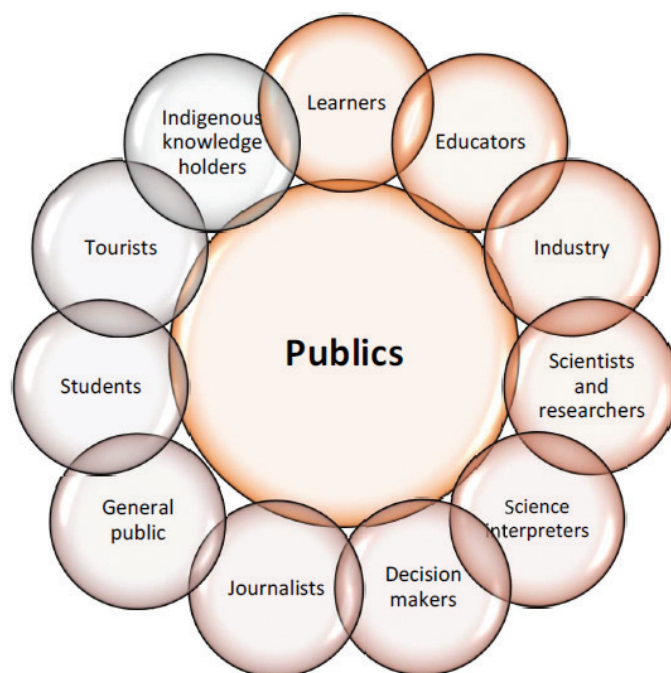 Learners
Educators
Industry
Scientists
and
researchers
Science
interpreters
Decision
makers
Journalists
General
public
Students
Tourists
Indigenous
knowledge
holders
Publics